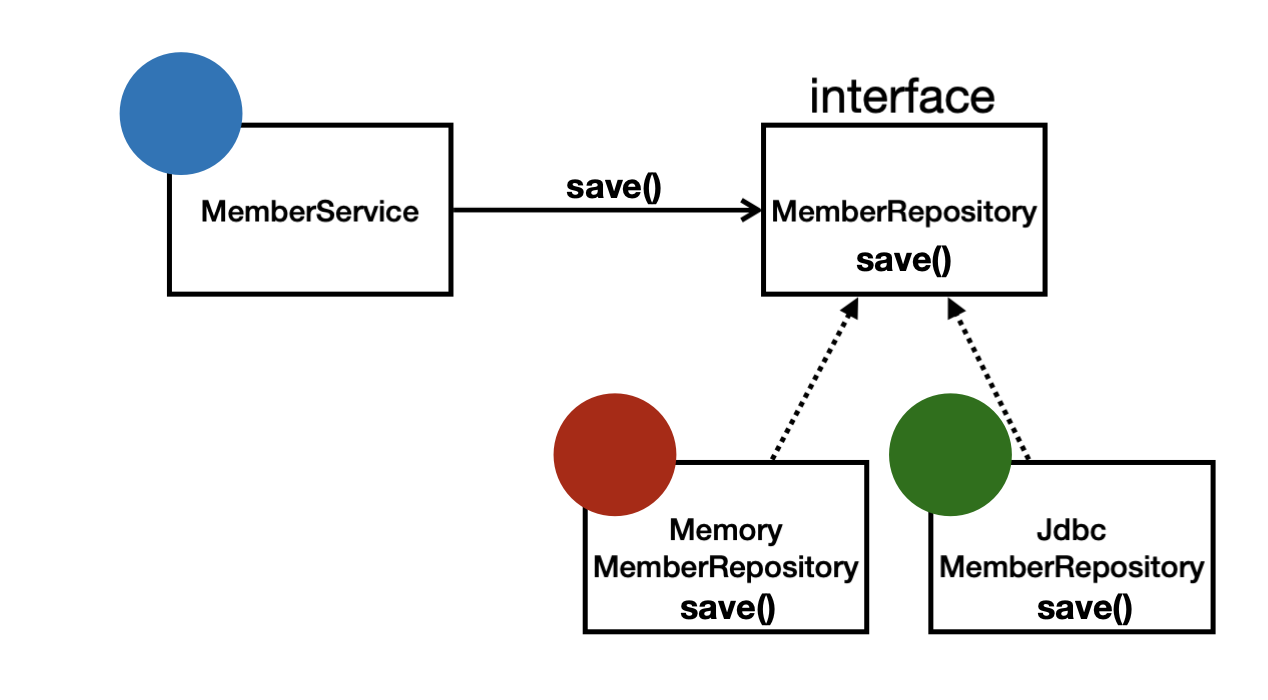 interface
save()
MemberService
MemberRepository
save()
Memory
MemberRepository
save()
Jdbc
MemberRepository
save()